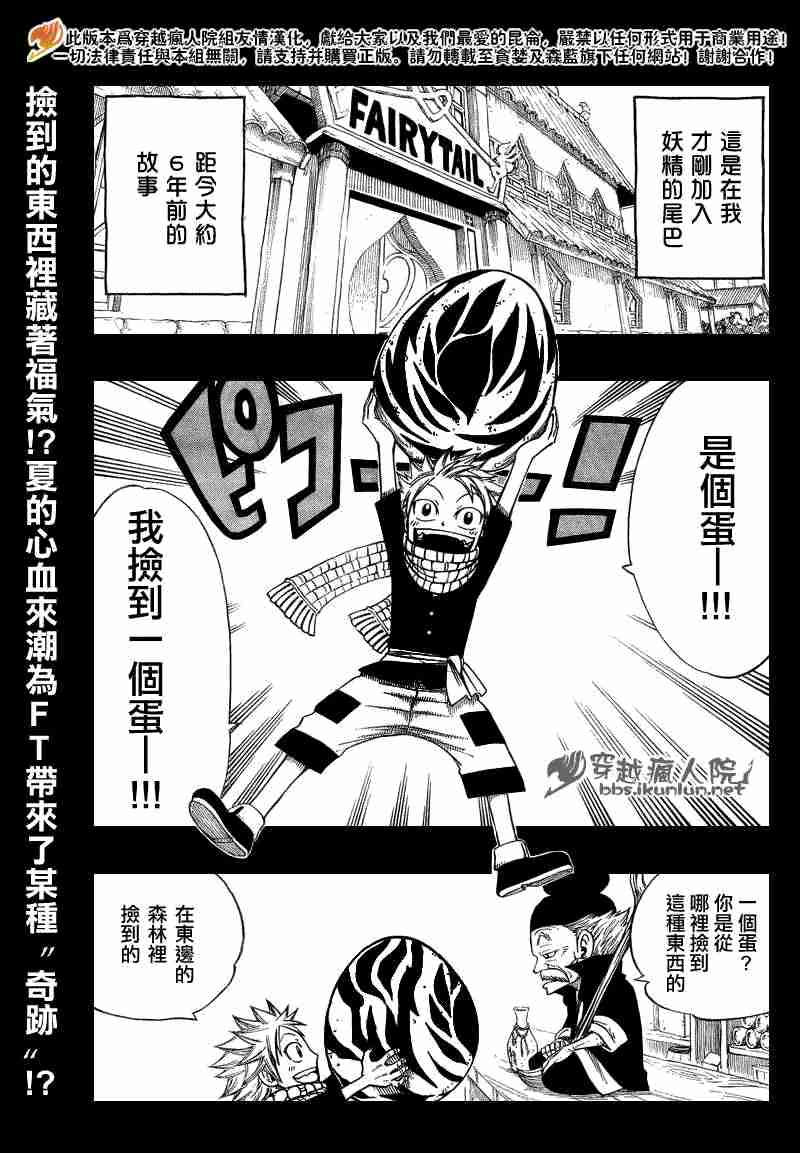 此版本為穿越瘋人院組友情漢化，獻給大家以及我們最愛的昆侖，嚴禁以任何形式用于商業用途！
一切法律責任與本組無關，請支持并購買正版。請勿轉載至貪婪及森藍旗下任何網站！謝謝合作！
撿到的東西裡藏著福氣!?夏的心血來潮為FT帶來了某種〝奇跡〞!?
FAIRYTAIL
這是在我
才剛加入
妖精的尾巴
距今大約
6年前的
故事
ピコーーー!
是個蛋ー!!!
我撿到一個蛋ー!!!
穿越瘋人院
bbs.ikunlun.net
一個蛋？
你是從
哪裡撿到
這種東西的
在東邊的
森林裡
撿到的